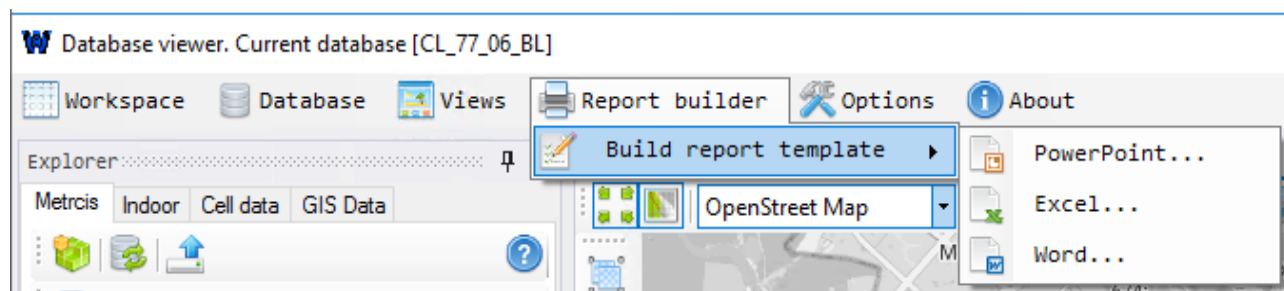 Database viewer. Current database [CL_77_06_BL]
Workspace Database Views Report builder Options About
Explorer
Build report template
PowerPoint...
Metrcis Indoor Cell data GIS Data
OpenStreet Map
Excel...
Word...